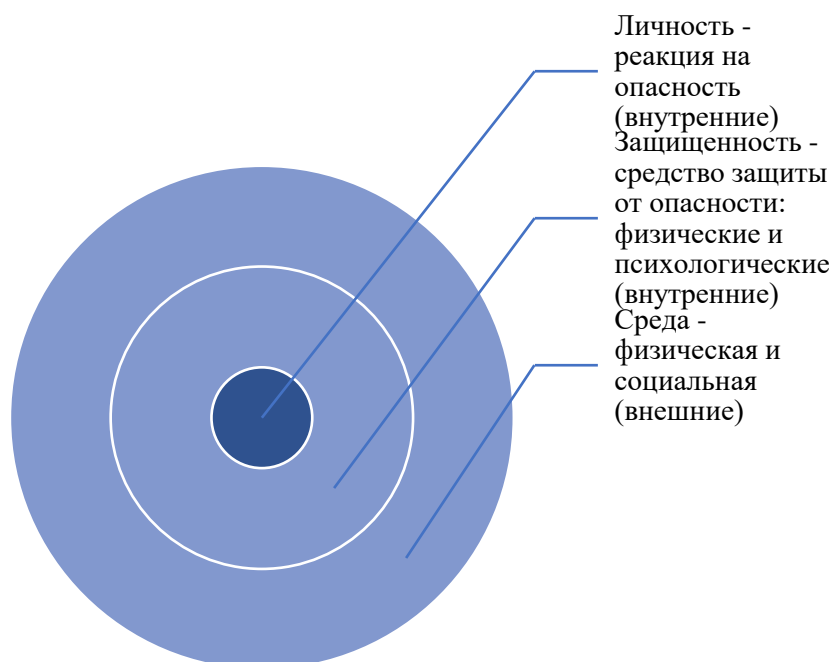 Личность -
реакция на
опасность
(внутренние)
Защищенность -
средство защиты
от опасности:
физические и
психологические
(внутренние)
Среда -
физическая и
социальная
(внешние)